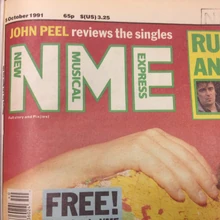 October 1991 65p $(US) 3.25
JOHN PEEL reviews the singles
NEW MUSICAL EXPRESS
NME
RU
AN
FREE!